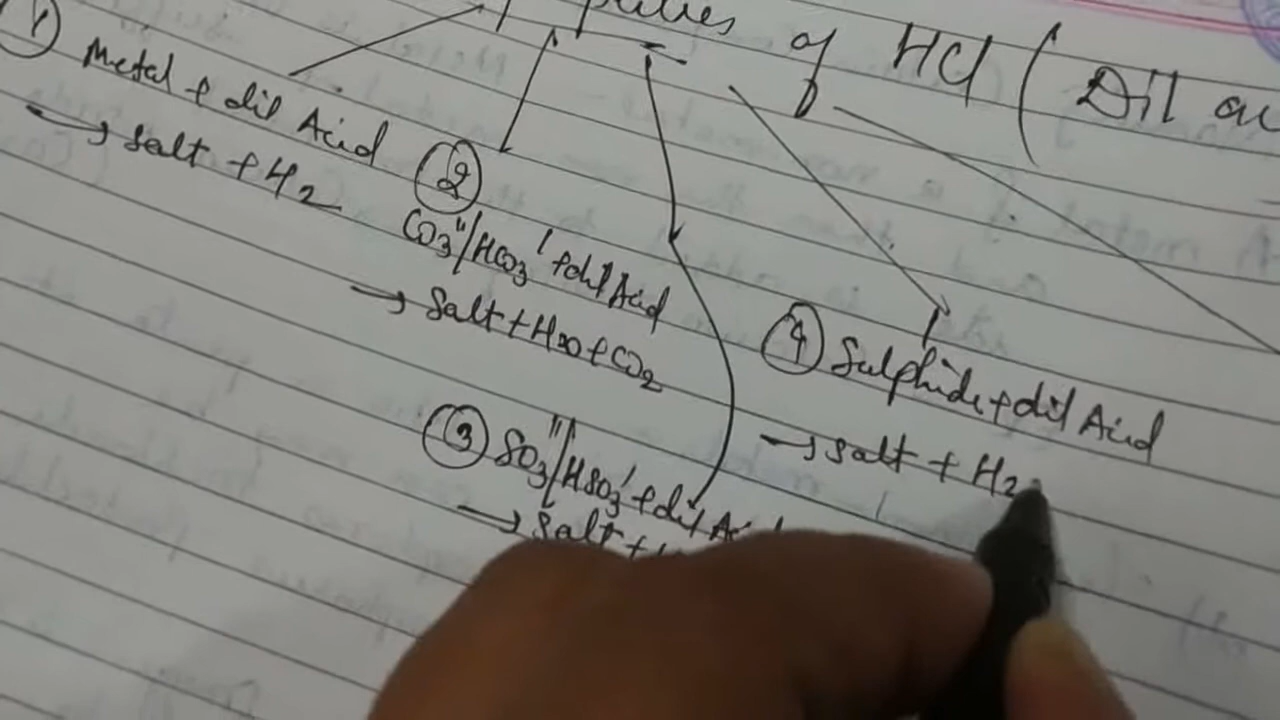 of HCl (Dil
1
Metal + dil Acid
→ salt + H2
2
CO3"/HCO3' + dil Acid
→ Salt + H2O + CO2
3 SO3"/HSO3' + dil
→ Salt +
4 Sulphide + dil Acid
→ salt + H2